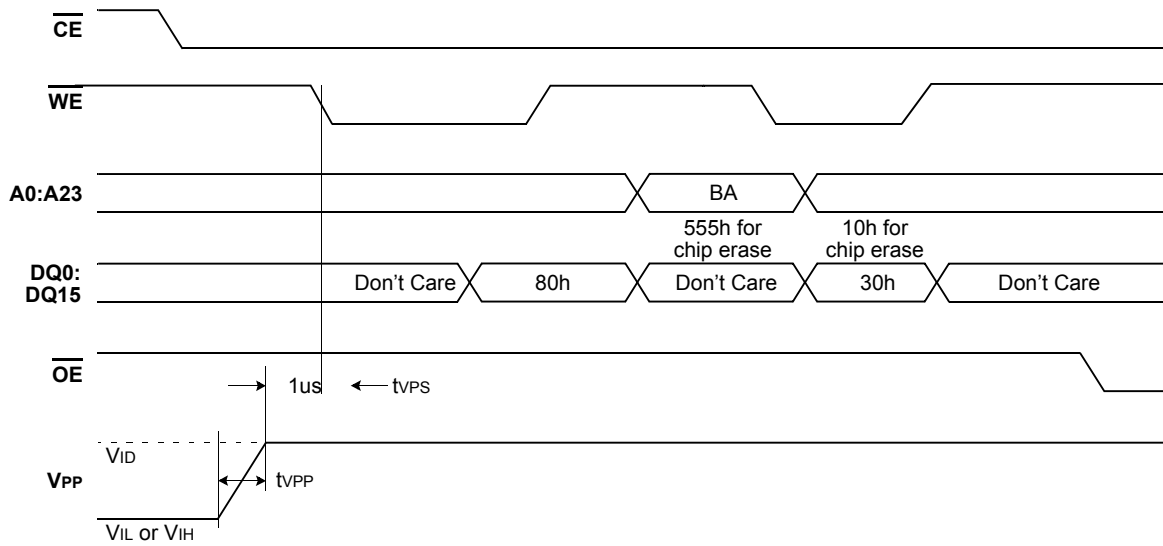 CE
WE
A0:A23
BA
555h for
chip erase
10h for
chip erase
DQ0:
DQ15
Don't Care
80h
Don't Care
30h
Don't Care
OE
1us
tVPS
VID
VPP
tVPP
VIL or VIH